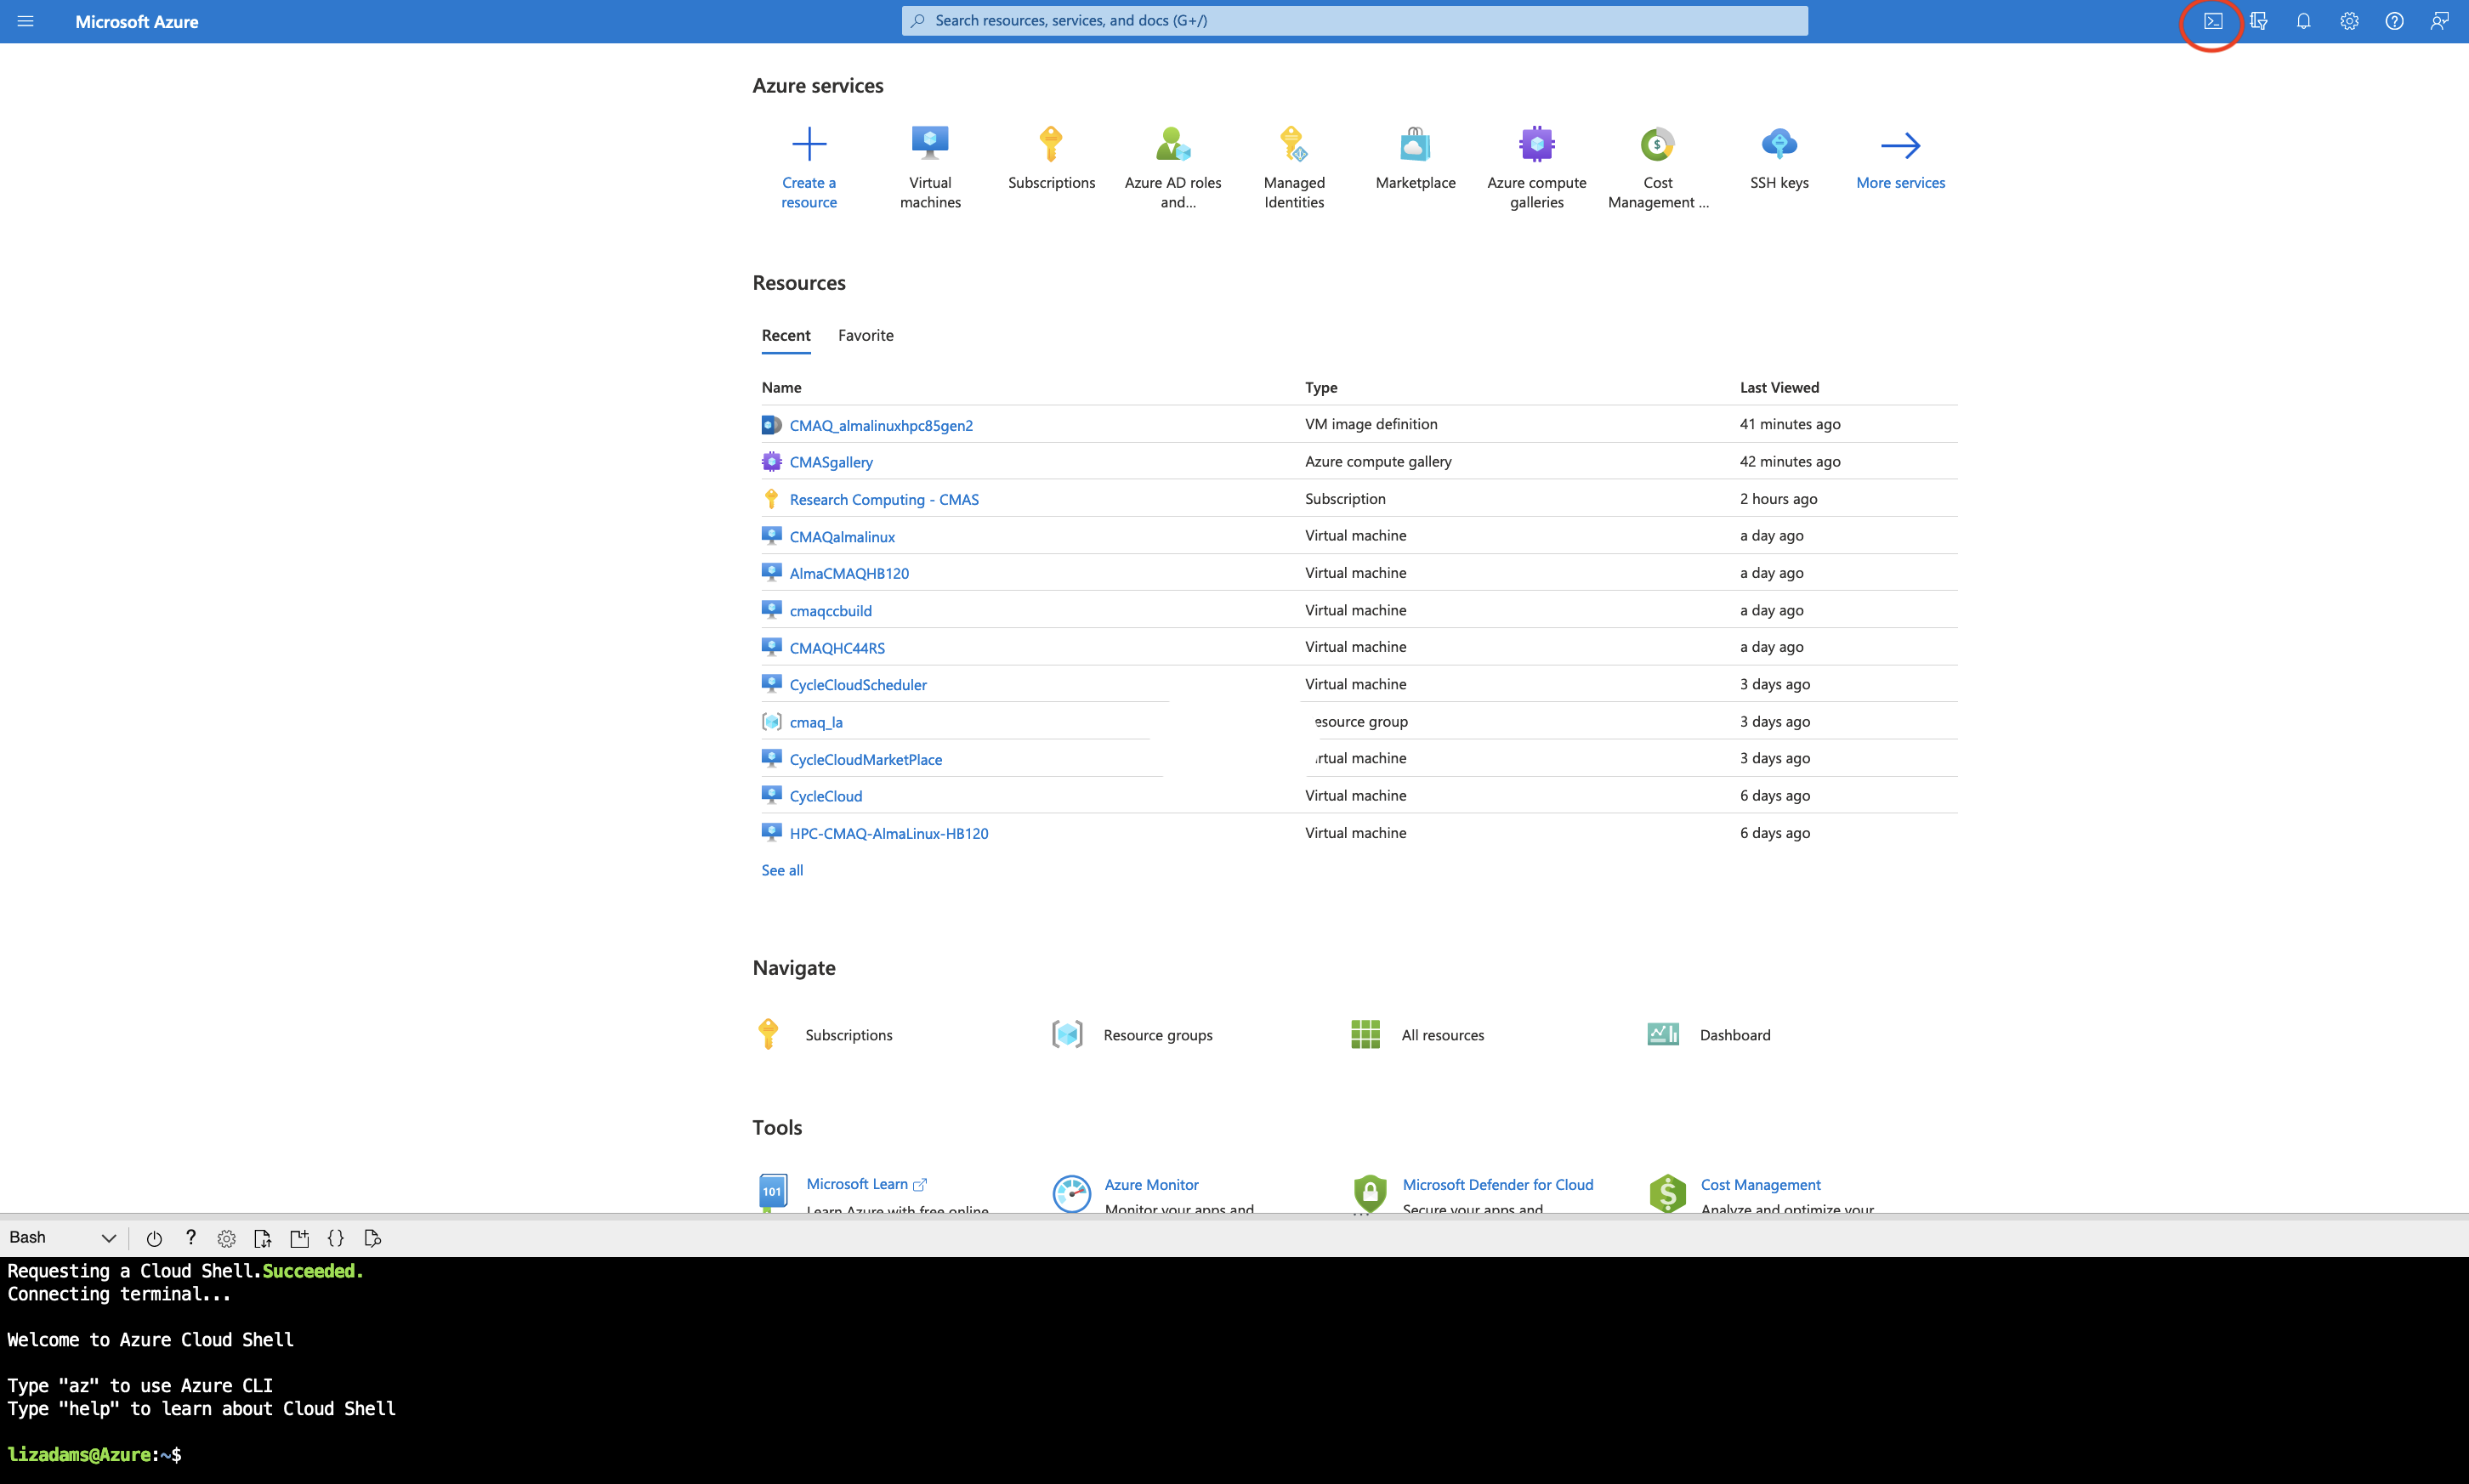 Microsoft Azure
Search resources, services, and docs (G+/)
Azure services
Create a resource
Virtual machines
Subscriptions
Azure AD roles and...
Managed Identities
Marketplace
Azure compute galleries
Cost Management ...
SSH keys
More services
Resources
Recent Favorite
Name Type Last Viewed
CMAQ_almalinuxhpc85gen2 VM image definition 41 minutes ago
CMASgallery Azure compute gallery 42 minutes ago
Research Computing - CMAS Subscription 2 hours ago
CMAQalmalinux Virtual machine a day ago
AlmaCMAQHB120 Virtual machine a day ago
cmaqccbuild Virtual machine a day ago
CMAQHC44RS Virtual machine a day ago
CycleCloudScheduler Virtual machine 3 days ago
cmaq_la esource group 3 days ago
CycleCloudMarketPlace rtual machine 3 days ago
CycleCloud Virtual machine 6 days ago
HPC-CMAQ-AlmaLinux-HB120 Virtual machine 6 days ago
See all
Navigate
Subscriptions Resource groups All resources Dashboard
Tools
101
Microsoft Learn Azure Monitor Microsoft Defender for Cloud Cost Management
Learn Azure with free online Monitor your apps and Secure your apps and Analyze and optimize your
Bash
Requesting a Cloud Shell.Succeeded.
Connecting terminal...
Welcome to Azure Cloud Shell
Type "az" to use Azure CLI
Type "help" to learn about Cloud Shell
lizadams@Azure:~$